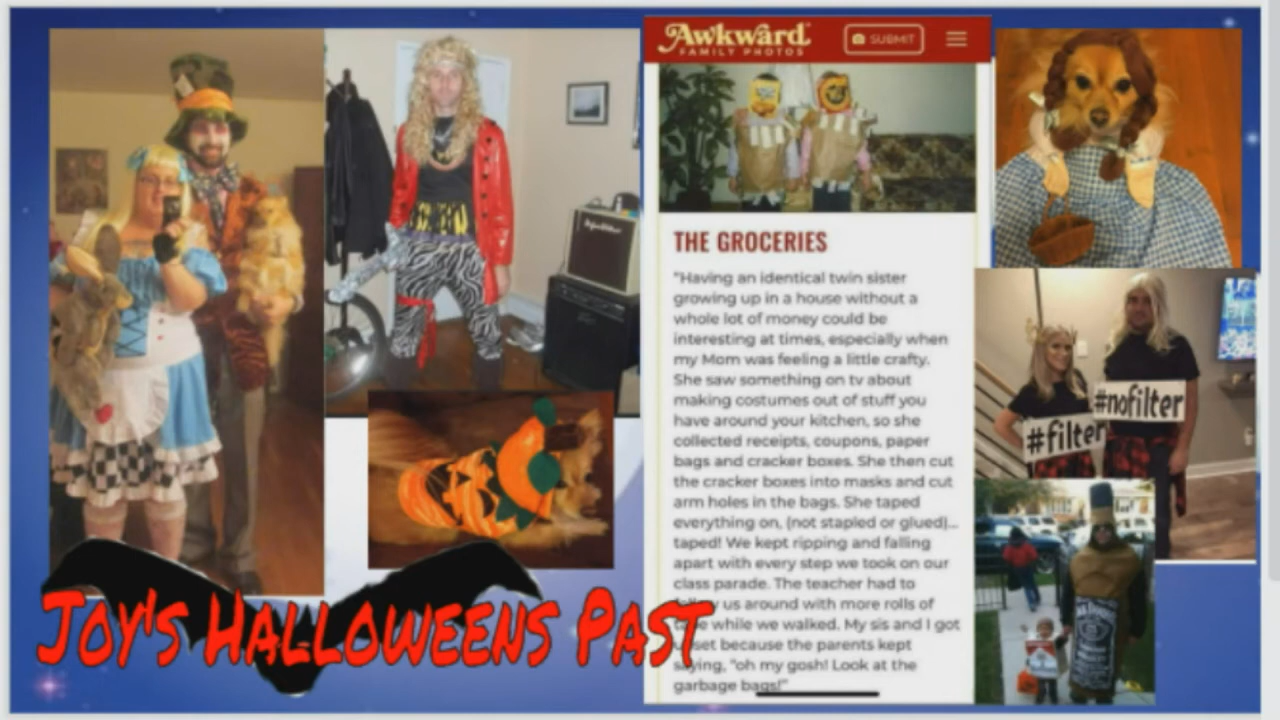 Awkward
FAMILY PHOTOS
SUBMIT
THE GROCERIES
"Having an identical twin sister
growing up in a house without a
whole lot of money could be
interesting at times, especially when
my Mom was feeling a little crafty.
She saw something on tv about
making costumes out of stuff you
have around your kitchen, so she
collected receipts, coupons, paper
bags and cracker boxes. She then cut
the cracker boxes into masks and cut
arm holes in the bags. She taped
everything on, (not stapled or glued)...
taped! We kept ripping and falling
apart with every step we took on our
class parade. The teacher had to
follow us around with more rolls of
tape while we walked. My sis and I got
upset because the parents kept
saying, "oh my gosh! Look at the
garbage bags!"
#filter
#nofilter
JACK DANIEL'S
JOY'S HALLOWEENS PAST